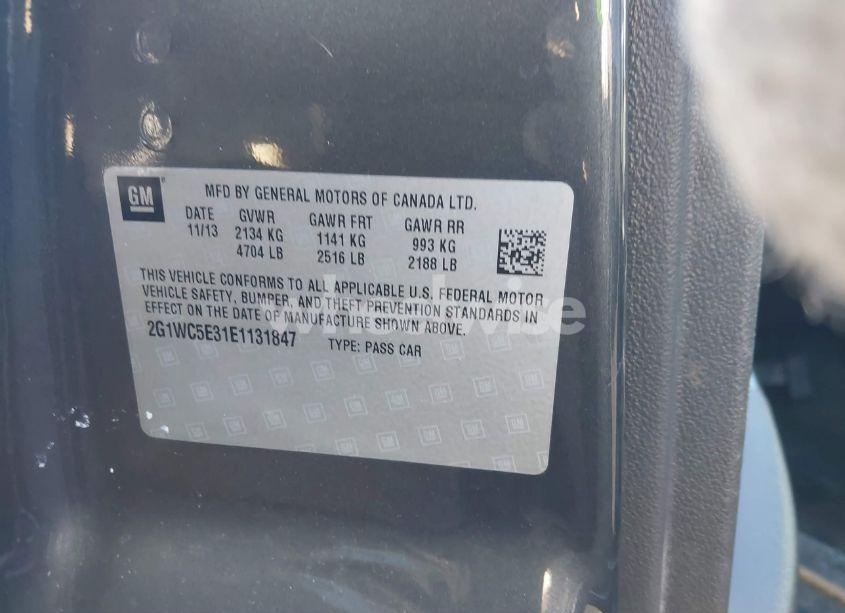 GM
MFD BY GENERAL MOTORS OF CANADA LTD.
DATE GVWR GAWR FRT GAWR RR
11/13 2134 KG 1141 KG 993 KG
4704 LB 2516 LB 2188 LB
THIS VEHICLE CONFORMS TO ALL APPLICABLE U.S. FEDERAL MOTOR
VEHICLE SAFETY, BUMPER, AND THEFT PREVENTION STANDARDS IN
EFFECT ON THE DATE OF MANUFACTURE SHOWN ABOVE.
2G1WC5E31E1131847 TYPE: PASS CAR